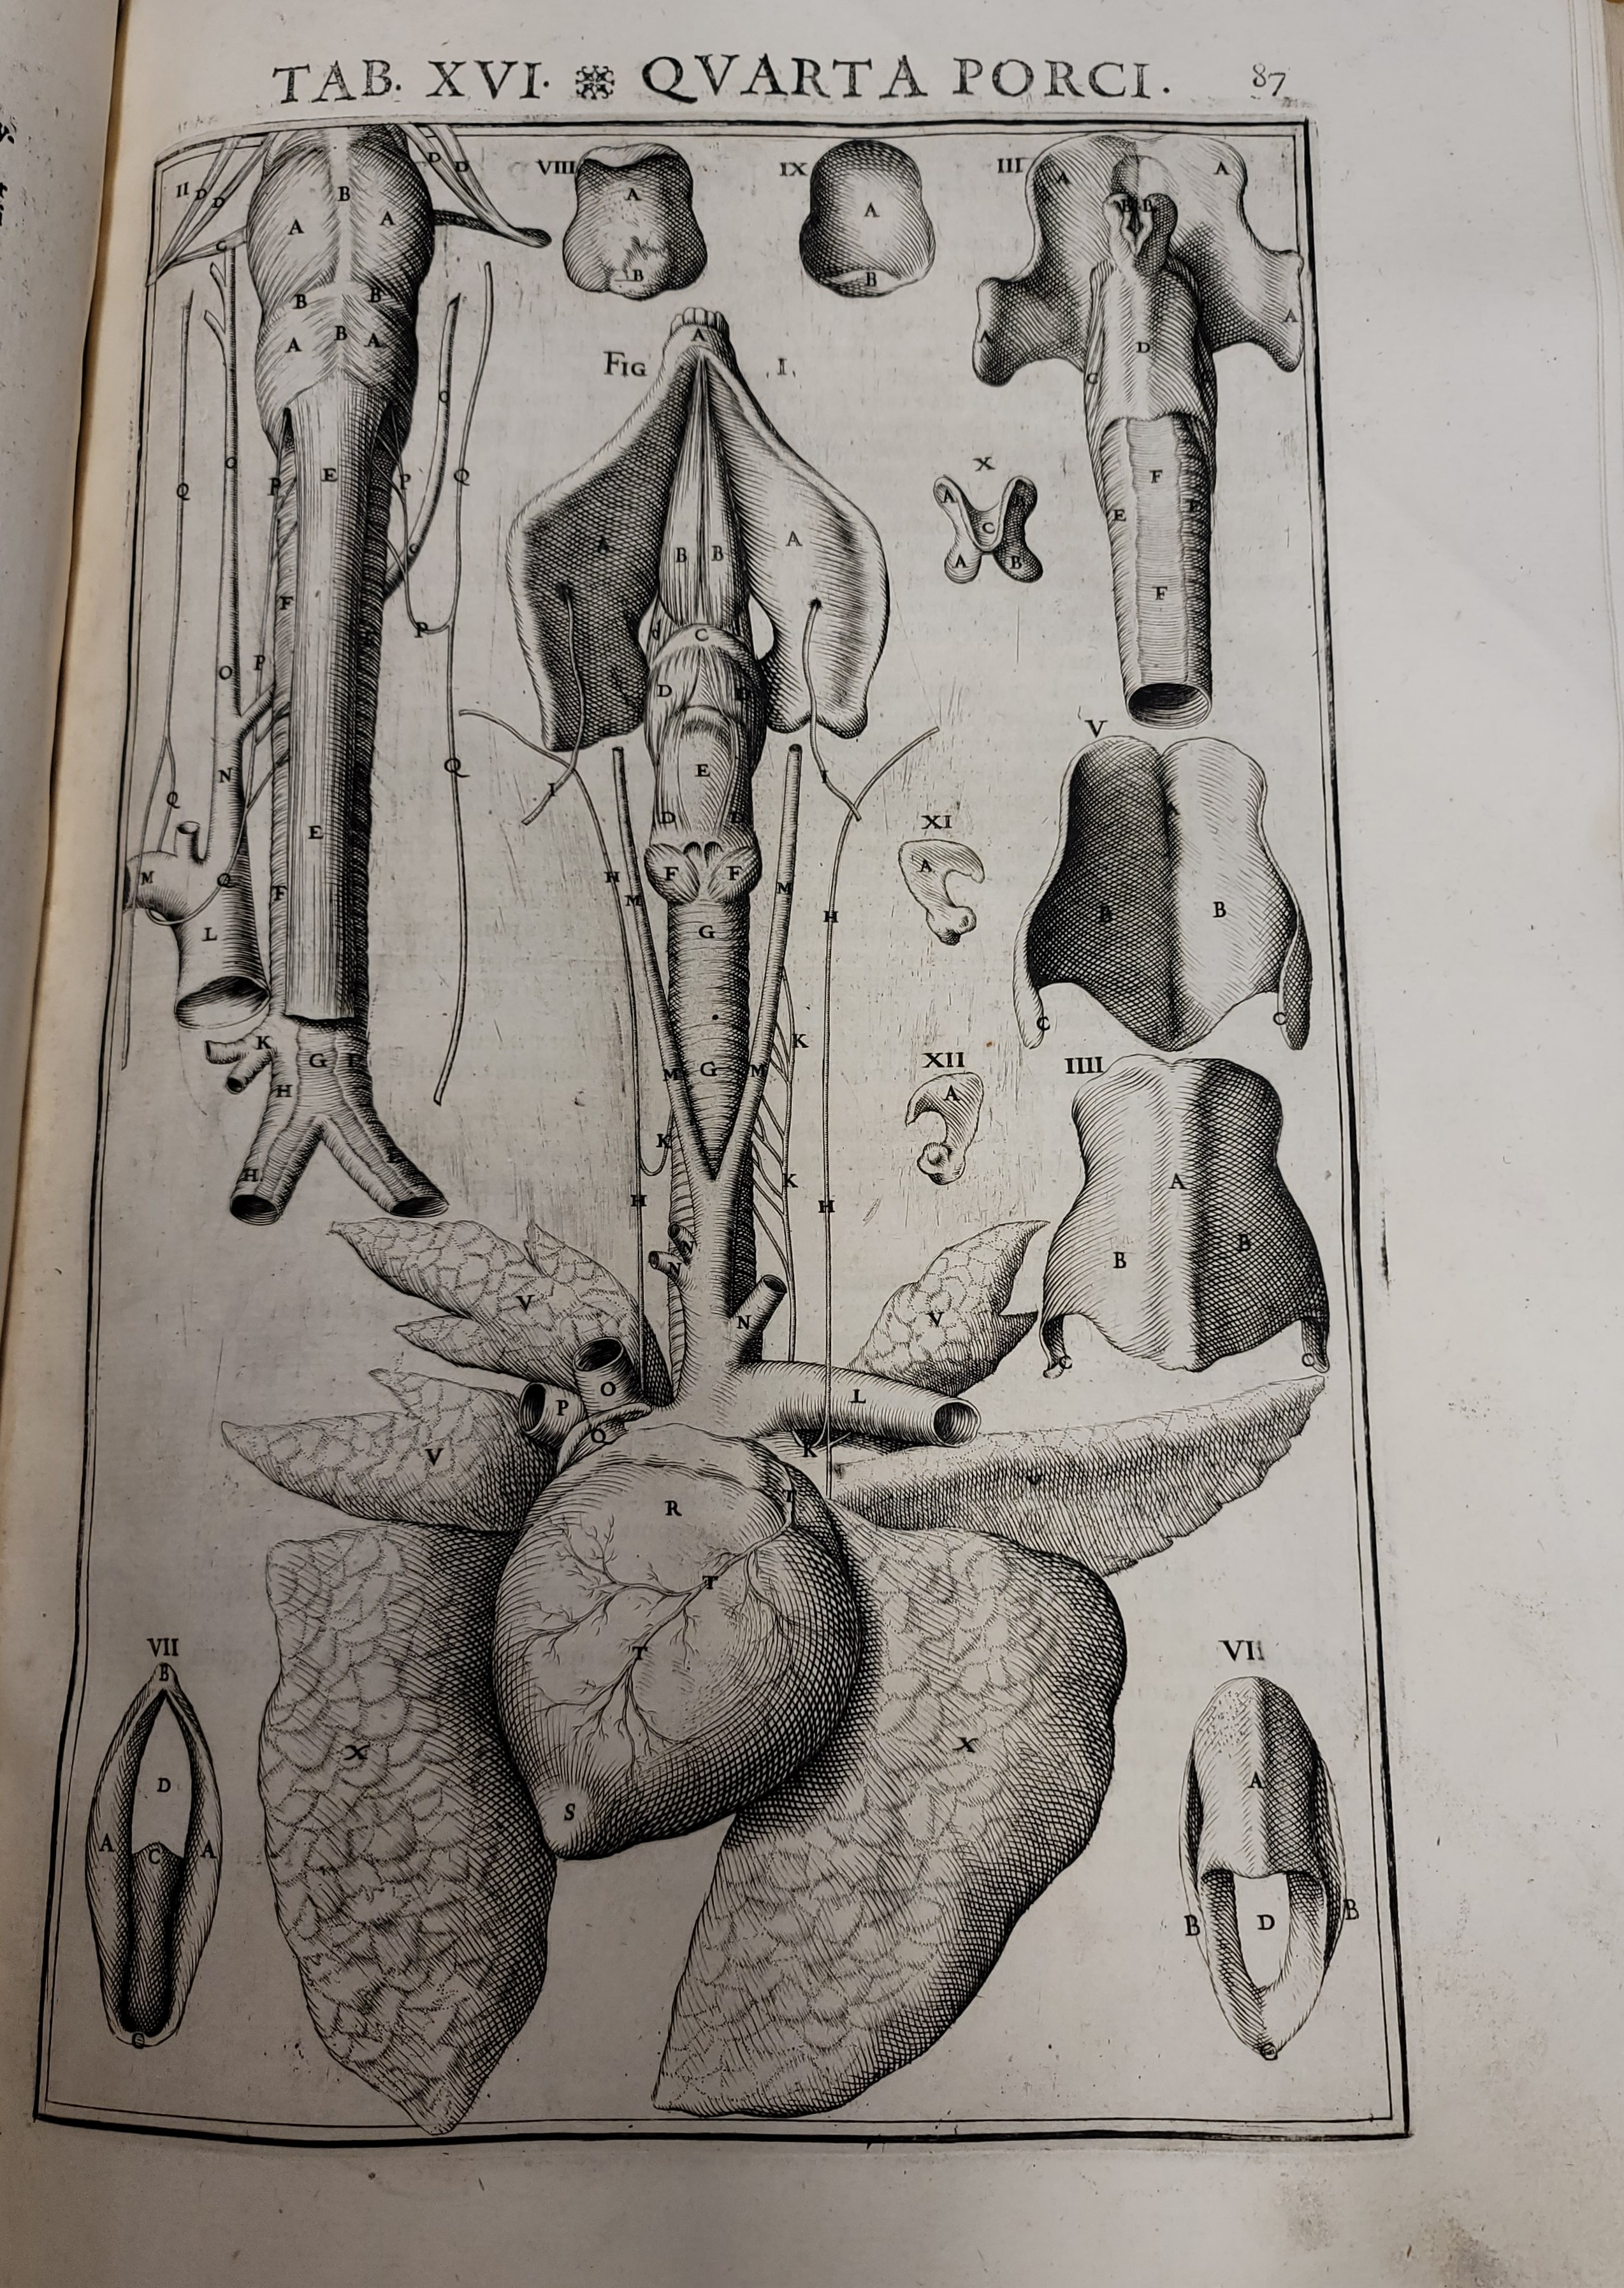 TAB. XVI. QVARTA PORCI. 87
II D D D D
B
A A
C
B B
A B A
O
O
E
P P
Q Q
C
F F
P
O P
Q
N
Q
E
M Q F
L
K G
H
H
VIII
A
B
IX
A
B
III
A A
A A
D
C
F
E F
F
FIG I.
A
A A
B B
C
D D
E
D D
I I
F F
H M M H
G
K
M G M
K K
H H
N N
N
V V
O
P L
Q K
V V
R T
T
T
X X
S
X
A C
A B
XI
A
XII
A
V
B B
C C
IIII
A
B B
C C
VII
B
D
A A
C
C
VI
A
B D B
C